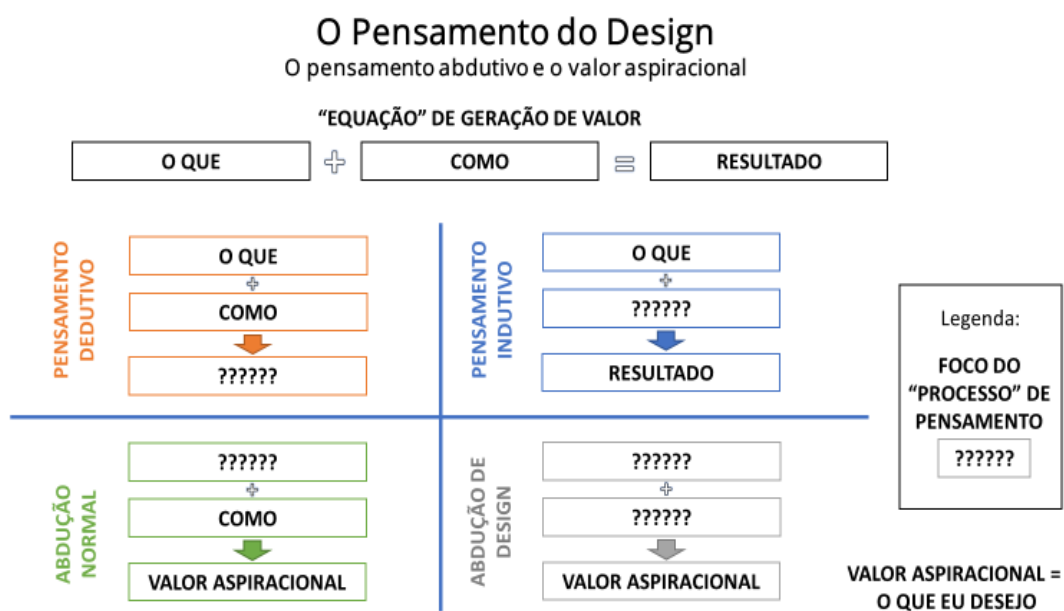 O Pensamento do Design
O pensamento abdutivo e o valor aspiracional
“EQUAÇÃO” DE GERAÇÃO DE VALOR
O QUE + COMO = RESULTADO
PENSAMENTO
DEDUTIVO
O QUE
+
COMO
??????
PENSAMENTO
INDUTIVO
O QUE
+
??????
RESULTADO
ABDUÇÃO
NORMAL
??????
+
COMO
VALOR ASPIRACIONAL
ABDUÇÃO DE
DESIGN
??????
+
??????
VALOR ASPIRACIONAL
Legenda:
FOCO DO
“PROCESSO” DE
PENSAMENTO
??????
VALOR ASPIRACIONAL =
O QUE EU DESEJO